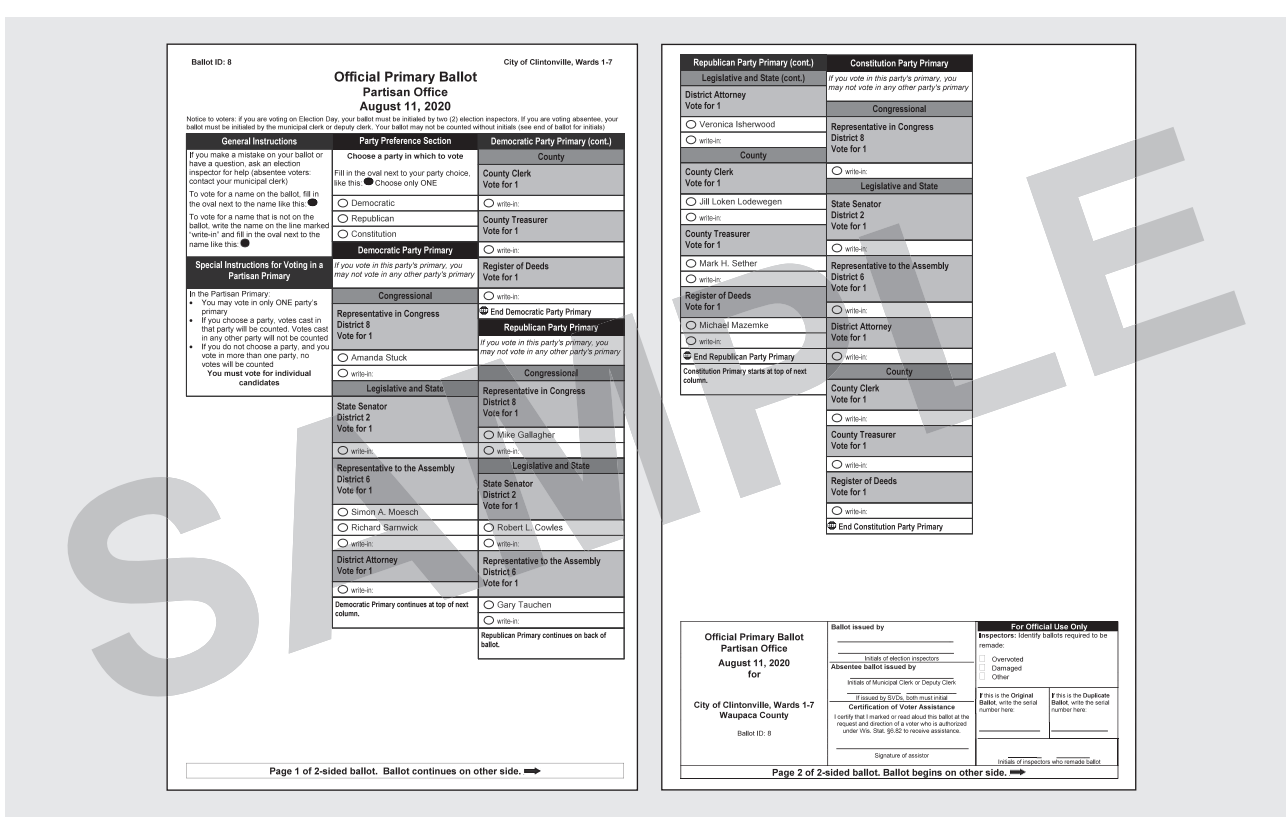 Ballot ID: 8
City of Clintonville, Wards 1-7
Official Primary Ballot
Partisan Office
August 11, 2020
Notice to voters: if you are voting on Election Day, your ballot must be initialed by two (2) election inspectors. If you are voting absentee, your
ballot must be initialed by the municipal clerk or deputy clerk. Your ballot may not be counted without initials (see end of ballot for initials)
General Instructions
If you make a mistake on your ballot or
have a question, ask an election
inspector for help (absentee voters:
contact your municipal clerk)
To vote for a name on the ballot, fill in
the oval next to the name like this:
To vote for a name that is not on the
ballot, write the name on the line marked
"write-in" and fill in the oval next to the
name like this:
Special Instructions for Voting in a
Partisan Primary
In the Partisan Primary:
• You may vote in only ONE party's
primary
• If you choose a party, votes cast in
that party will be counted. Votes cast
in any other party will not be counted
• If you do not choose a party, and you
vote in more than one party, no
votes will be counted
You must vote for individual
candidates
Party Preference Section
Choose a party in which to vote
Fill in the oval next to your party choice,
like this: Choose only ONE
Democratic
Republican
Constitution
Democratic Party Primary
If you vote in this party's primary, you
may not vote in any other party's primary
Congressional
Representative in Congress
District 8
Vote for 1
Amanda Stuck
write-in:
Legislative and State
State Senator
District 2
Vote for 1
write-in:
Representative to the Assembly
District 6
Vote for 1
Simon A. Moesch
Richard Sarnwick
write-in:
District Attorney
Vote for 1
write-in:
Democratic Primary continues at top of next
column.
Democratic Party Primary (cont.)
County
County Clerk
Vote for 1
write-in:
County Treasurer
Vote for 1
write-in:
Register of Deeds
Vote for 1
write-in:
End Democratic Party Primary
Republican Party Primary
If you vote in this party's primary, you
may not vote in any other party's primary
Congressional
Representative in Congress
District 8
Vote for 1
Mike Gallagher
write-in:
Legislative and State
State Senator
District 2
Vote for 1
Robert L. Cowles
write-in:
Representative to the Assembly
District 6
Vote for 1
Gary Tauchen
write-in:
Republican Primary continues on back of
ballot.
Page 1 of 2-sided ballot. Ballot continues on other side.
Republican Party Primary (cont.)
Legislative and State (cont.)
District Attorney
Vote for 1
Veronica Isherwood
write-in:
County
County Clerk
Vote for 1
Jill Loken Lodewegen
write-in:
County Treasurer
Vote for 1
Mark H. Sether
write-in:
Register of Deeds
Vote for 1
Michael Mazemke
write-in:
End Republican Party Primary
Constitution Primary starts at top of next
column.
Constitution Party Primary
If you vote in this party's primary, you
may not vote in any other party's primary
Congressional
Representative in Congress
District 8
Vote for 1
write-in:
Legislative and State
State Senator
District 2
Vote for 1
write-in:
Representative to the Assembly
District 6
Vote for 1
write-in:
District Attorney
Vote for 1
write-in:
County
County Clerk
Vote for 1
write-in:
County Treasurer
Vote for 1
write-in:
Register of Deeds
Vote for 1
write-in:
End Constitution Party Primary
Official Primary Ballot
Partisan Office
August 11, 2020
for
City of Clintonville, Wards 1-7
Waupaca County
Ballot ID: 8
Ballot issued by
Initials of election inspectors
Absentee ballot issued by
Initials of Municipal Clerk or Deputy Clerk
If issued by SVDs, both must initial
Certification of Voter Assistance
I certify that I marked or read aloud this ballot at the
request and direction of a voter who is authorized
under Wis. Stat. §6.82 to receive assistance.
Signature of assistor
For Official Use Only
Inspectors: Identify ballots required to be
remade:
Overvoted
Damaged
Other
If this is the Original
Ballot, write the serial
number here:
If this is the Duplicate
Ballot, write the serial
number here:
Initials of inspectors who remade ballot
Page 2 of 2-sided ballot. Ballot begins on other side.
SAMPLE